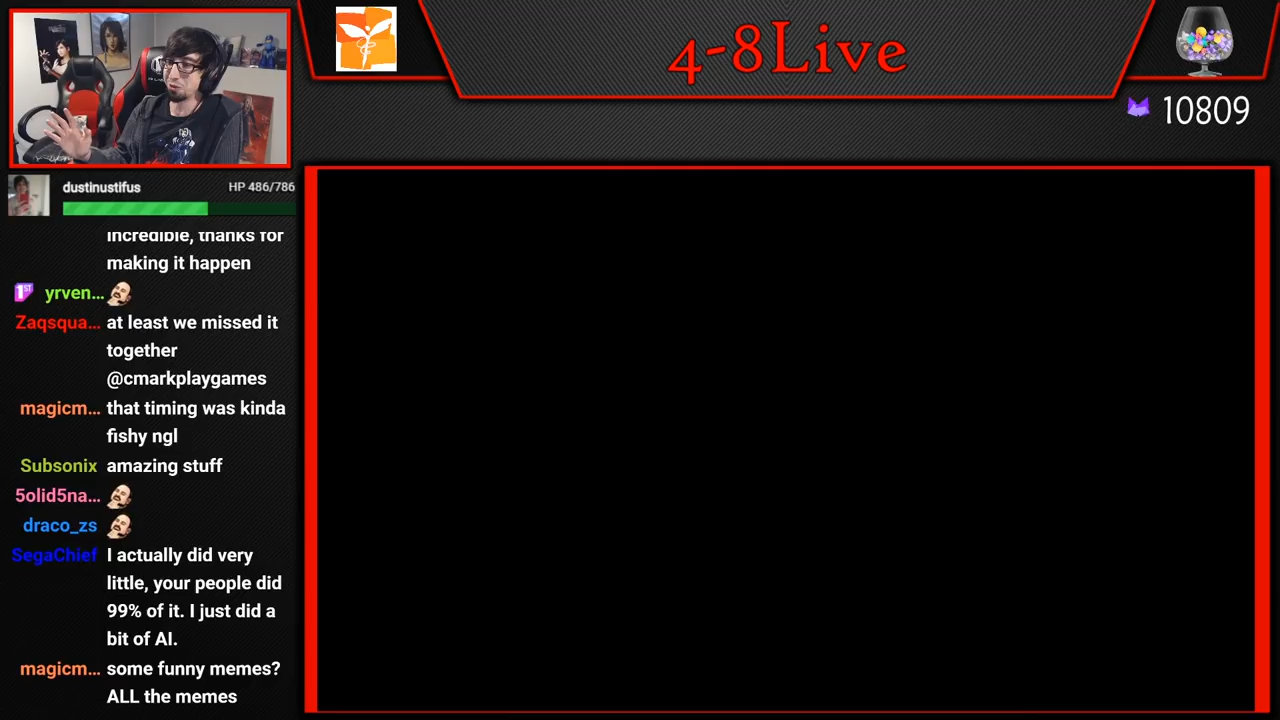 4-8Live
10809
dustinustifus HP 486/786
incredible, thanks for
making it happen
1ST yrven...
Zaqsqua... at least we missed it
together
@cmarkplaygames
magicm... that timing was kinda
fishy ngl
Subsonix amazing stuff
5olid5na...
draco_zs
SegaChief I actually did very
little, your people did
99% of it. I just did a
bit of AI.
magicm... some funny memes?
ALL the memes